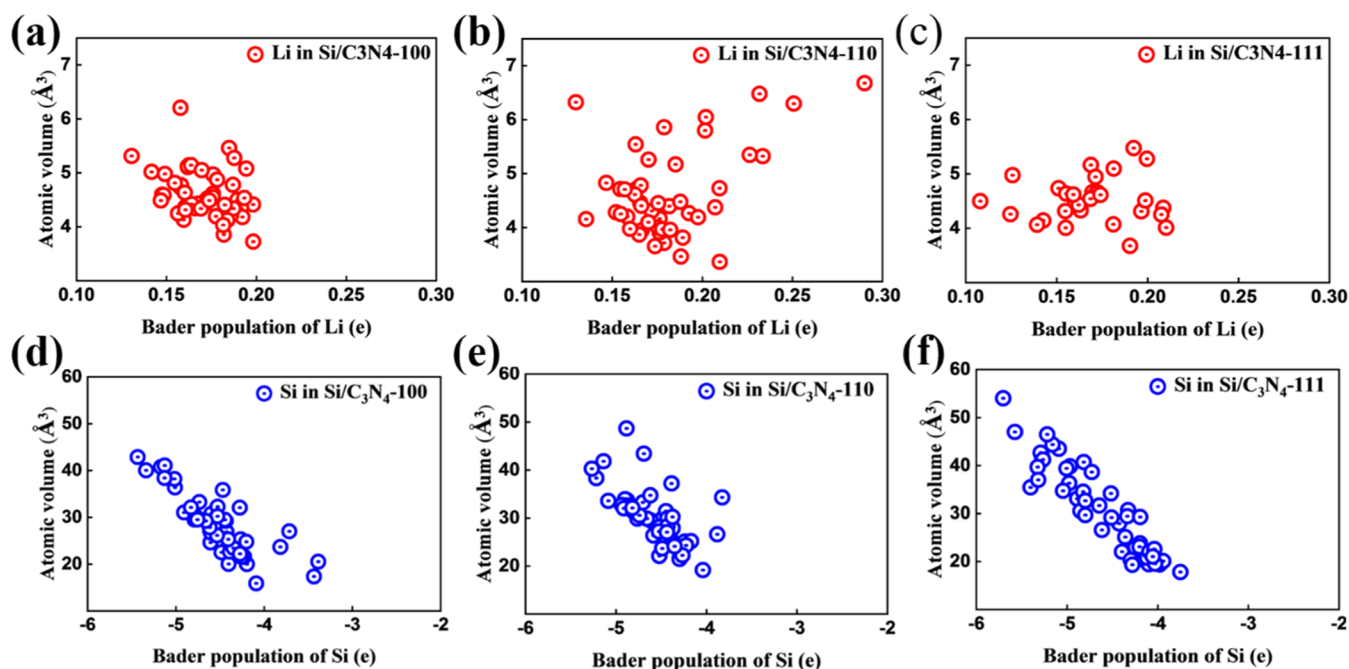 (a)
Li in Si/C3N4-100
Atomic volume (Å³)
7
6
5
4
0.10 0.15 0.20 0.25 0.30
Bader population of Li (e)
(b)
Li in Si/C3N4-110
Atomic volume (Å³)
7
6
5
4
0.10 0.15 0.20 0.25 0.30
Bader population of Li (e)
(c)
Li in Si/C3N4-111
Atomic volume (Å³)
7
6
5
4
0.10 0.15 0.20 0.25 0.30
Bader population of Li (e)
(d)
Si in Si/C₃N₄-100
Atomic volume (Å³)
60
50
40
30
20
-6 -5 -4 -3 -2
Bader population of Si (e)
(e)
Si in Si/C₃N₄-110
Atomic volume (Å³)
60
50
40
30
20
-6 -5 -4 -3 -2
Bader population of Si (e)
(f)
Si in Si/C₃N₄-111
Atomic volume (Å³)
60
50
40
30
20
-6 -5 -4 -3 -2
Bader population of Si (e)